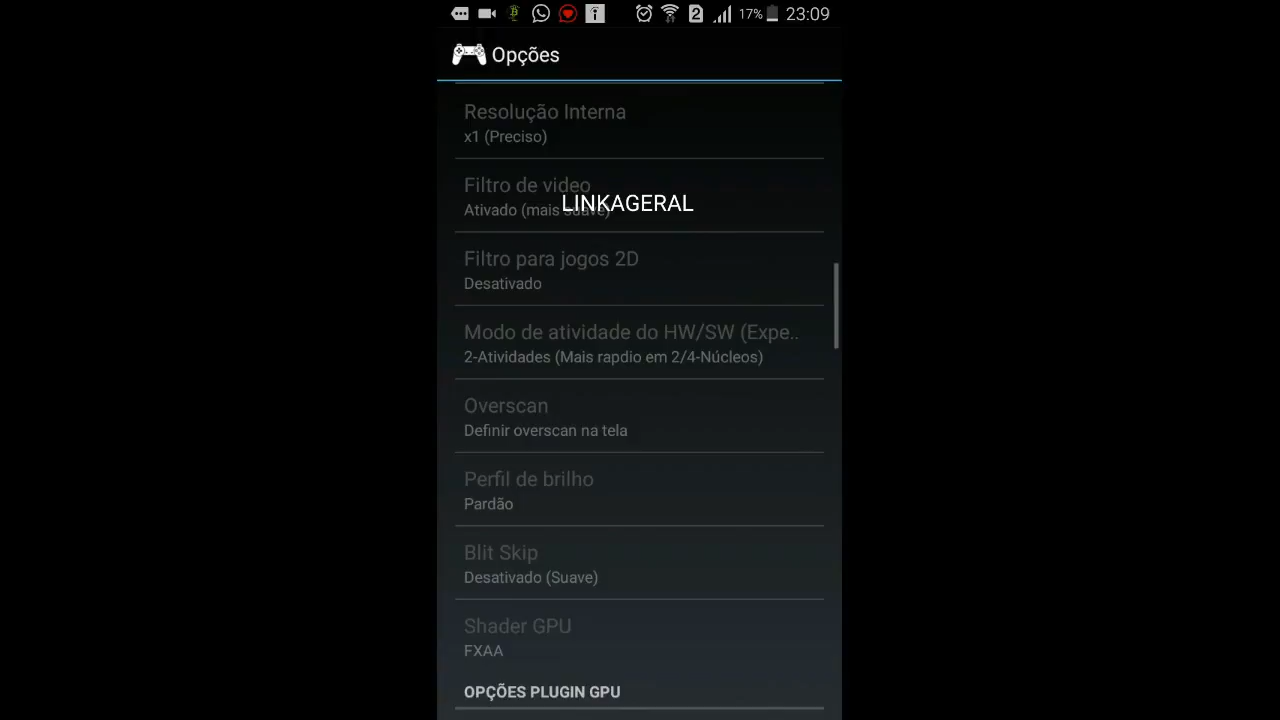 2 17% 23:09
Opções
Resolução Interna
x1 (Preciso)
Filtro de video
LINKAGERAL
Ativado (mais suave)
Filtro para jogos 2D
Desativado
Modo de atividade do HW/SW (Expe..
2-Atividades (Mais rapdio em 2/4-Núcleos)
Overscan
Definir overscan na tela
Perfil de brilho
Pardão
Blit Skip
Desativado (Suave)
Shader GPU
FXAA
OPÇÕES PLUGIN GPU